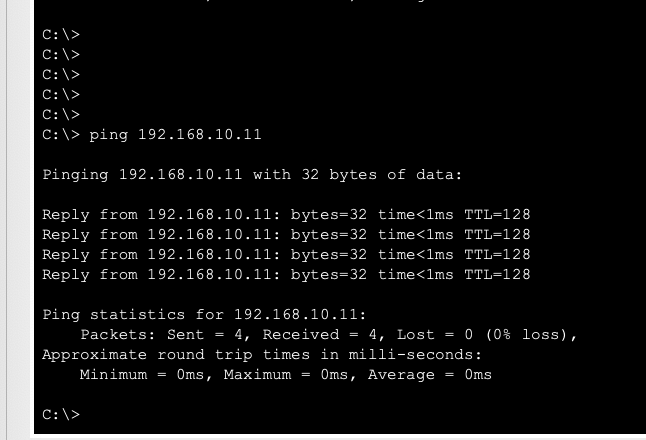 C:\>
C:\>
C:\>
C:\>
C:\>
C:\> ping 192.168.10.11
Pinging 192.168.10.11 with 32 bytes of data:
Reply from 192.168.10.11: bytes=32 time<1ms TTL=128
Reply from 192.168.10.11: bytes=32 time<1ms TTL=128
Reply from 192.168.10.11: bytes=32 time<1ms TTL=128
Reply from 192.168.10.11: bytes=32 time<1ms TTL=128
Ping statistics for 192.168.10.11:
    Packets: Sent = 4, Received = 4, Lost = 0 (0% loss),
Approximate round trip times in milli-seconds:
    Minimum = 0ms, Maximum = 0ms, Average = 0ms
C:\>